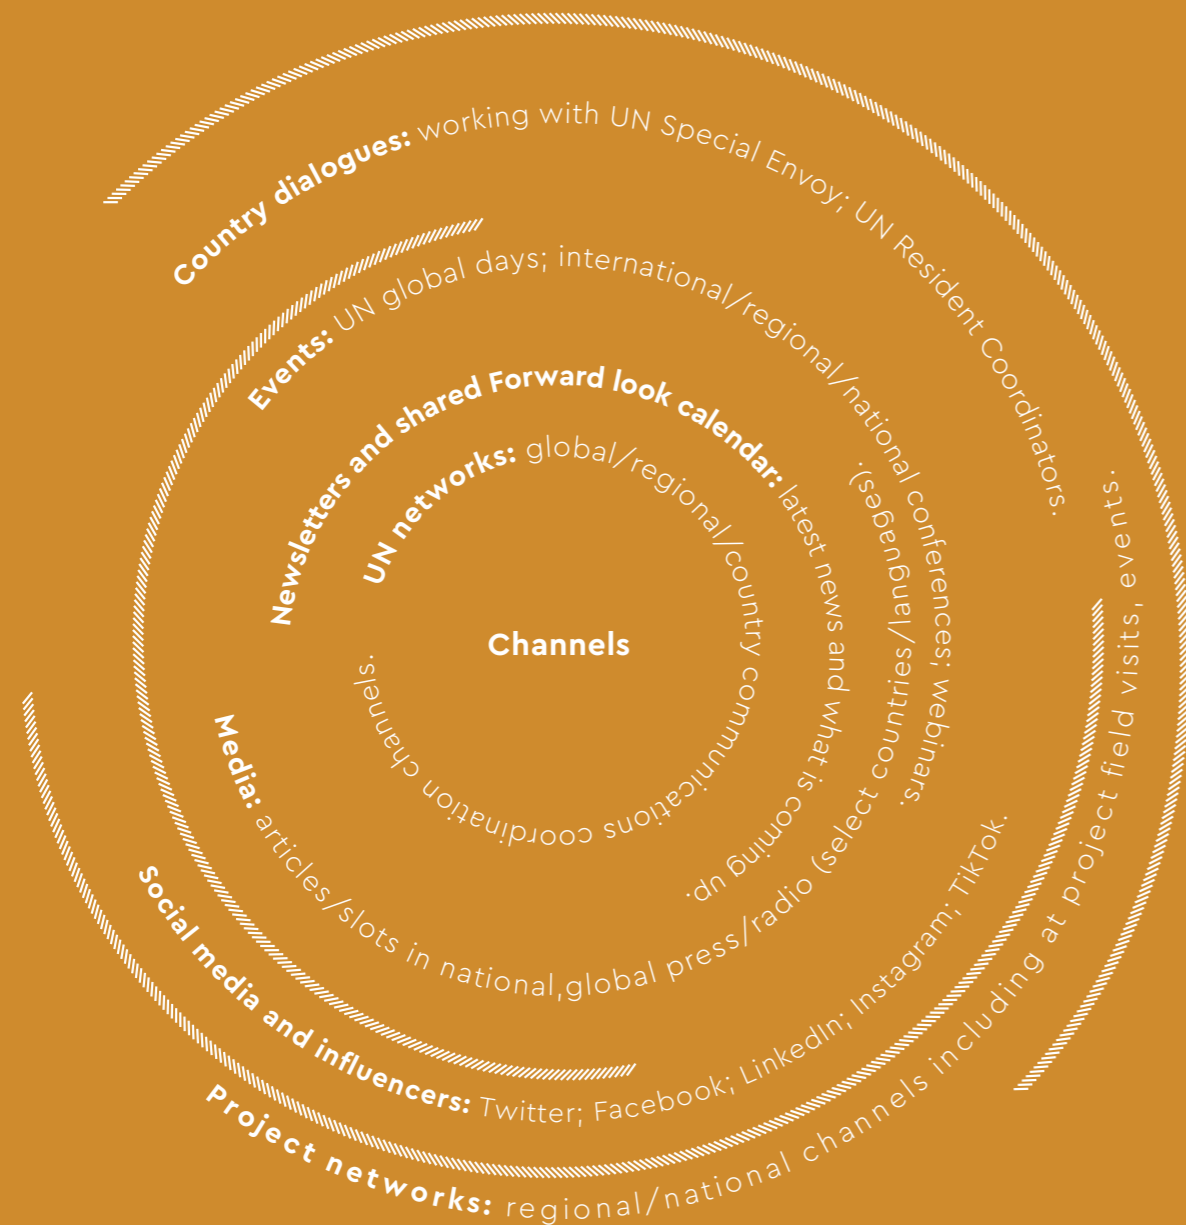 Country dialogues: working with UN Special Envoy; UN Resident Coordinators.
Events: UN global days; international/regional/national conferences; webinars.
Newsletters and shared Forward look calendar: latest news and what is coming up.
UN networks: global/regional/country communications coordination channels.
Channels
Media: articles/slots in national,global press/radio (select countries/languages).
Social media and influencers: Twitter; Facebook; LinkedIn; Instagram; TikTok.
Project networks: regional/national channels including at project field visits, events.